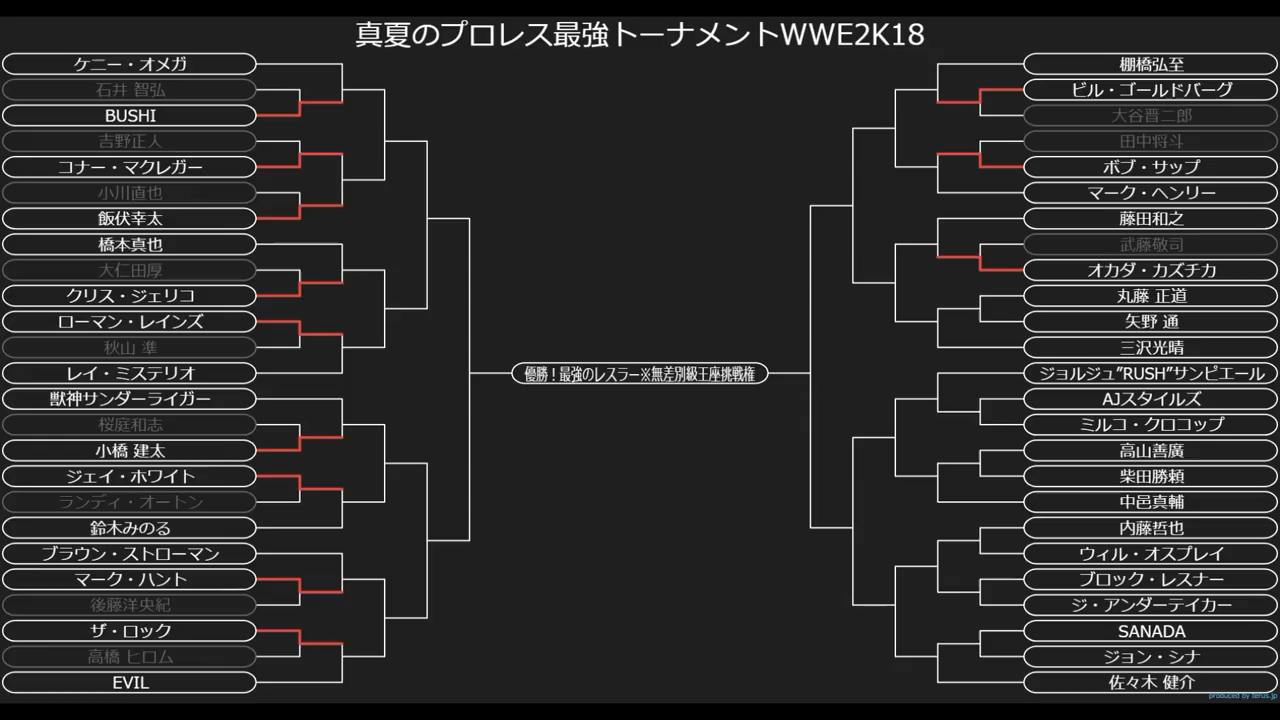 真夏のプロレス最強トーナメントWWE2K18
ケニー・オメガ
石井 智弘
BUSHI
吉野正人
コナー・マクレガー
小川直也
飯伏幸太
橋本真也
大仁田厚
クリス・ジェリコ
ローマン・レインズ
秋山 準
レイ・ミステリオ
獣神サンダーライガー
桜庭和志
小橋 建太
ジェイ・ホワイト
ランディ・オートン
鈴木みのる
ブラウン・ストローマン
マーク・ハント
後藤洋央紀
ザ・ロック
高橋 ヒロム
EVIL
優勝！最強のレスラー※無差別級王座挑戦権
棚橋弘至
ビル・ゴールドバーグ
大谷晋二郎
田中将斗
ボブ・サップ
マーク・ヘンリー
藤田和之
武藤敬司
オカダ・カズチカ
丸藤 正道
矢野 通
三沢光晴
ジョルジュ"RUSH"サンピエール
AJスタイルズ
ミルコ・クロコップ
高山善廣
柴田勝頼
中邑真輔
内藤哲也
ウィル・オスプレイ
ブロック・レスナー
ジ・アンダーテイカー
SANADA
ジョン・シナ
佐々木 健介
produced by terus.jp